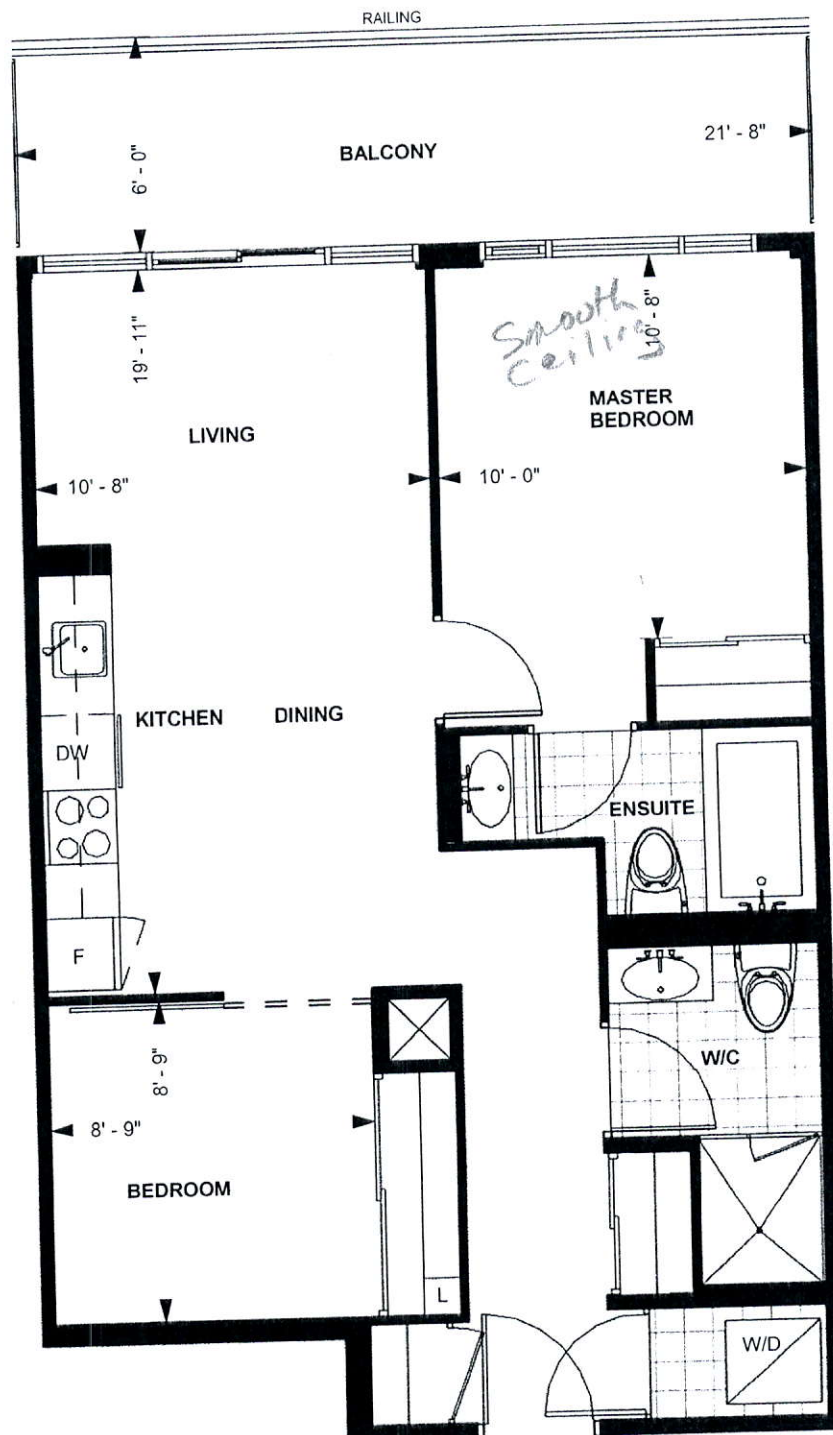 RAILING
BALCONY
21' - 8"
6' - 0"
19' - 11"
Smooth
Ceiling
10' - 8"
MASTER
BEDROOM
LIVING
10' - 8"
10' - 0"
KITCHEN
DINING
DW
ENSUITE
F
W/C
8' - 9"
8' - 9"
BEDROOM
L
W/D